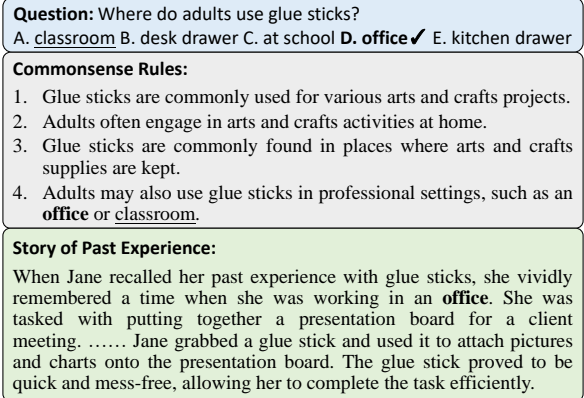 Question: Where do adults use glue sticks?
A. classroom B. desk drawer C. at school D. office✔ E. kitchen drawer
Commonsense Rules:
1. Glue sticks are commonly used for various arts and crafts projects.
2. Adults often engage in arts and crafts activities at home.
3. Glue sticks are commonly found in places where arts and crafts
supplies are kept.
4. Adults may also use glue sticks in professional settings, such as an
office or classroom.
Story of Past Experience:
When Jane recalled her past experience with glue sticks, she vividly
remembered a time when she was working in an office. She was
tasked with putting together a presentation board for a client
meeting. …… Jane grabbed a glue stick and used it to attach pictures
and charts onto the presentation board. The glue stick proved to be
quick and mess-free, allowing her to complete the task efficiently.